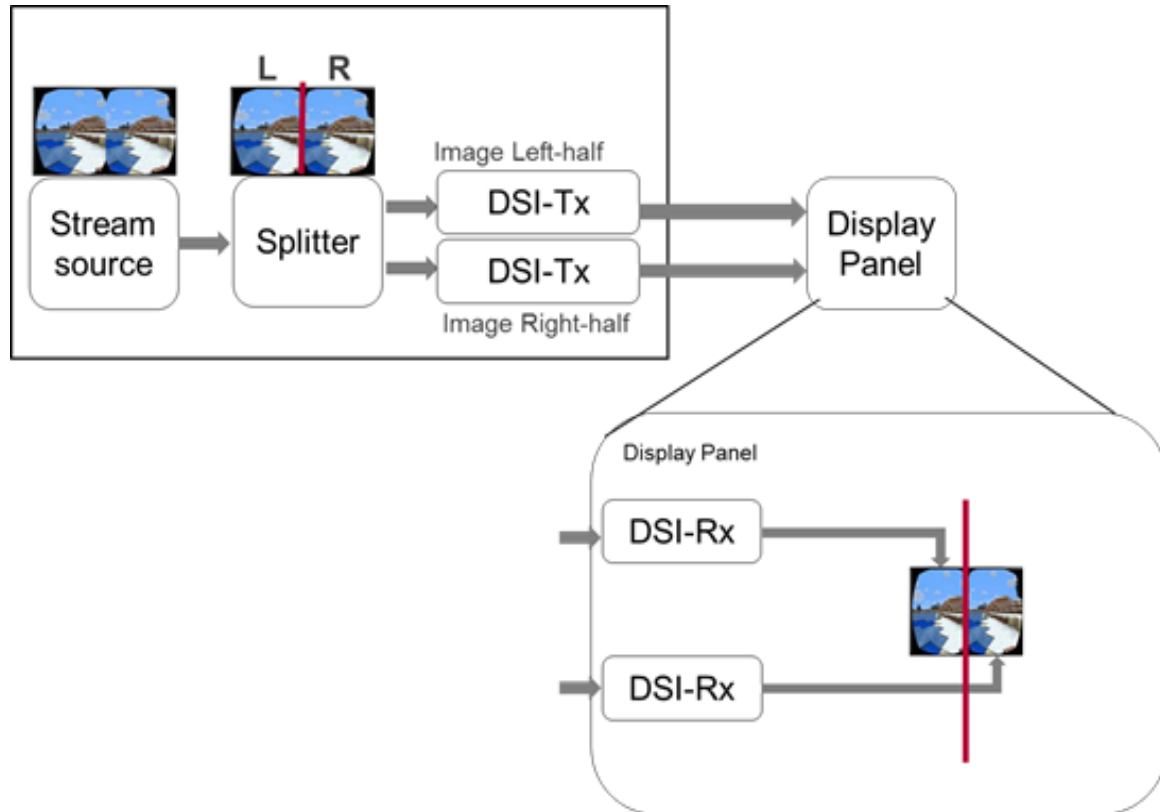 L R
Image Left-half
Stream
source
Splitter
DSI-Tx
DSI-Tx
Image Right-half
Display
Panel
Display Panel
DSI-Rx
DSI-Rx